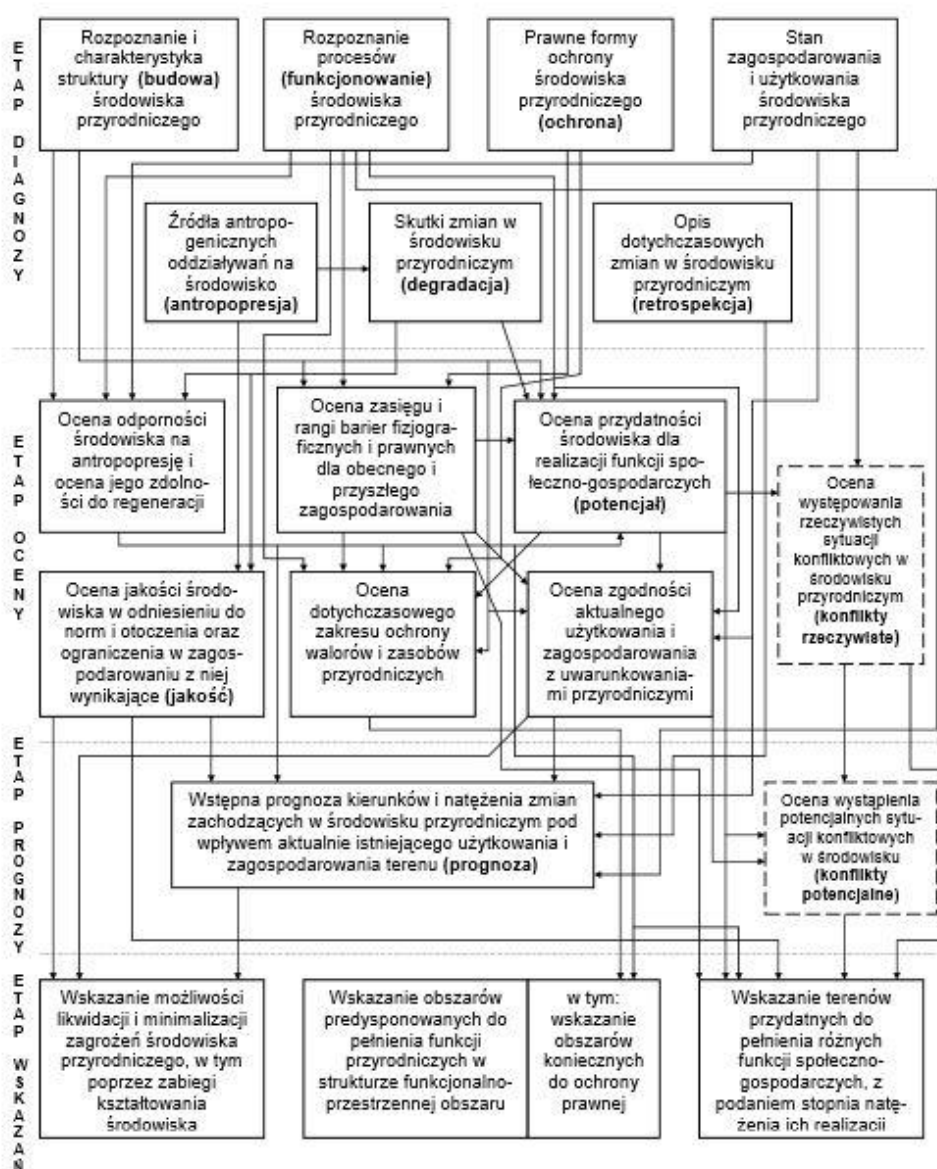 ETAP DIAGNOZY
Rozpoznanie i
charakterystyka
struktury (budowa)
środowiska
przyrodniczego
Rozpoznanie
procesów
(funkcjonowanie)
środowiska
przyrodniczego
Prawne formy
ochrony
środowiska
przyrodniczego
(ochrona)
Stan
zagospodarowania
i użytkowania
środowiska
przyrodniczego
Źródła antropo-
genicznych
oddziaływań na
środowisko
(antropopresja)
Skutki zmian w
środowisku
przyrodniczym
(degradacja)
Opis
dotychczasowych
zmian w środowisku
przyrodniczym
(retrospekcja)
ETAP OCENY
Ocena odporności
środowiska na
antropopresję i
ocena jego zdolno-
ści do regeneracji
Ocena zasięgu i
rangi barier fizjogra-
ficznych i prawnych
dla obecnego i
przyszłego
zagospodarowania
Ocena przydatności
środowiska dla
realizacji funkcji spo-
łeczno-gospodarczych
(potencjał)
Ocena
występowania
rzeczywistych
sytuacji
konfliktowych w
środowisku
przyrodniczym
(konflikty
rzeczywiste)
Ocena jakości środo-
wiska w odniesieniu do
norm i otoczenia oraz
ograniczenia w zagos-
podarowaniu z niej
wynikające (jakość)
Ocena
dotychczasowego
zakresu ochrony
walorów i zasobów
przyrodniczych
Ocena zgodności
aktualnego
użytkowania i
zagospodarowania
z uwarunkowania-
mi przyrodniczymi
ETAP PROGNOZY
Wstępna prognoza kierunków i natężenia zmian
zachodzących w środowisku przyrodniczym pod
wpływem aktualnie istniejącego użytkowania i
zagospodarowania terenu (prognoza)
Ocena wystąpienia
potencjalnych sytu-
acji konfliktowych
w środowisku
(konflikty
potencjalne)
ETAP WSKAZAŃ
Wskazanie możliwości
likwidacji i minimalizacji
zagrożeń środowiska
przyrodniczego, w tym
poprzez zabiegi
kształtowania
środowiska
Wskazanie obszarów
predysponowanych do
pełnienia funkcji
przyrodniczych w
strukturze funkcjonalno-
przestrzennej obszaru
w tym:
wskazanie
obszarów
koniecznych
do ochrony
prawnej
Wskazanie terenów
przydatnych do
pełnienia różnych
funkcji społeczno-
gospodarczych, z
podaniem stopnia natę-
żenia ich realizacji